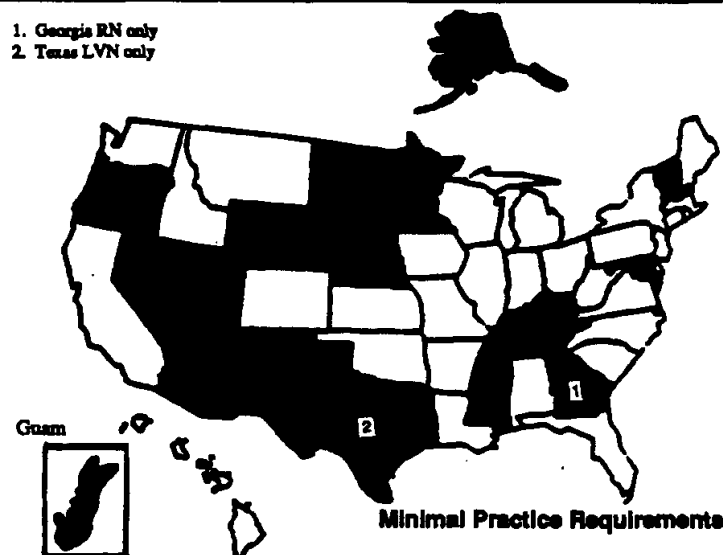 1. Georgia RN only
2. Texas LVN only
1
2
Guam
Minimal Practice Requirements